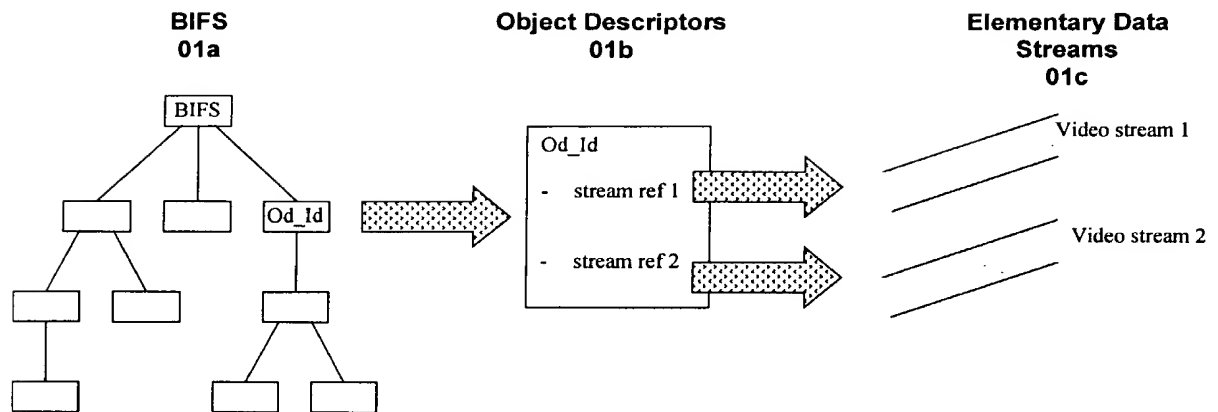 BIFS
01a
Object Descriptors
01b
Elementary Data
Streams
01c
BIFS
Od_Id
Od_Id
- stream ref 1
- stream ref 2
Video stream 1
Video stream 2